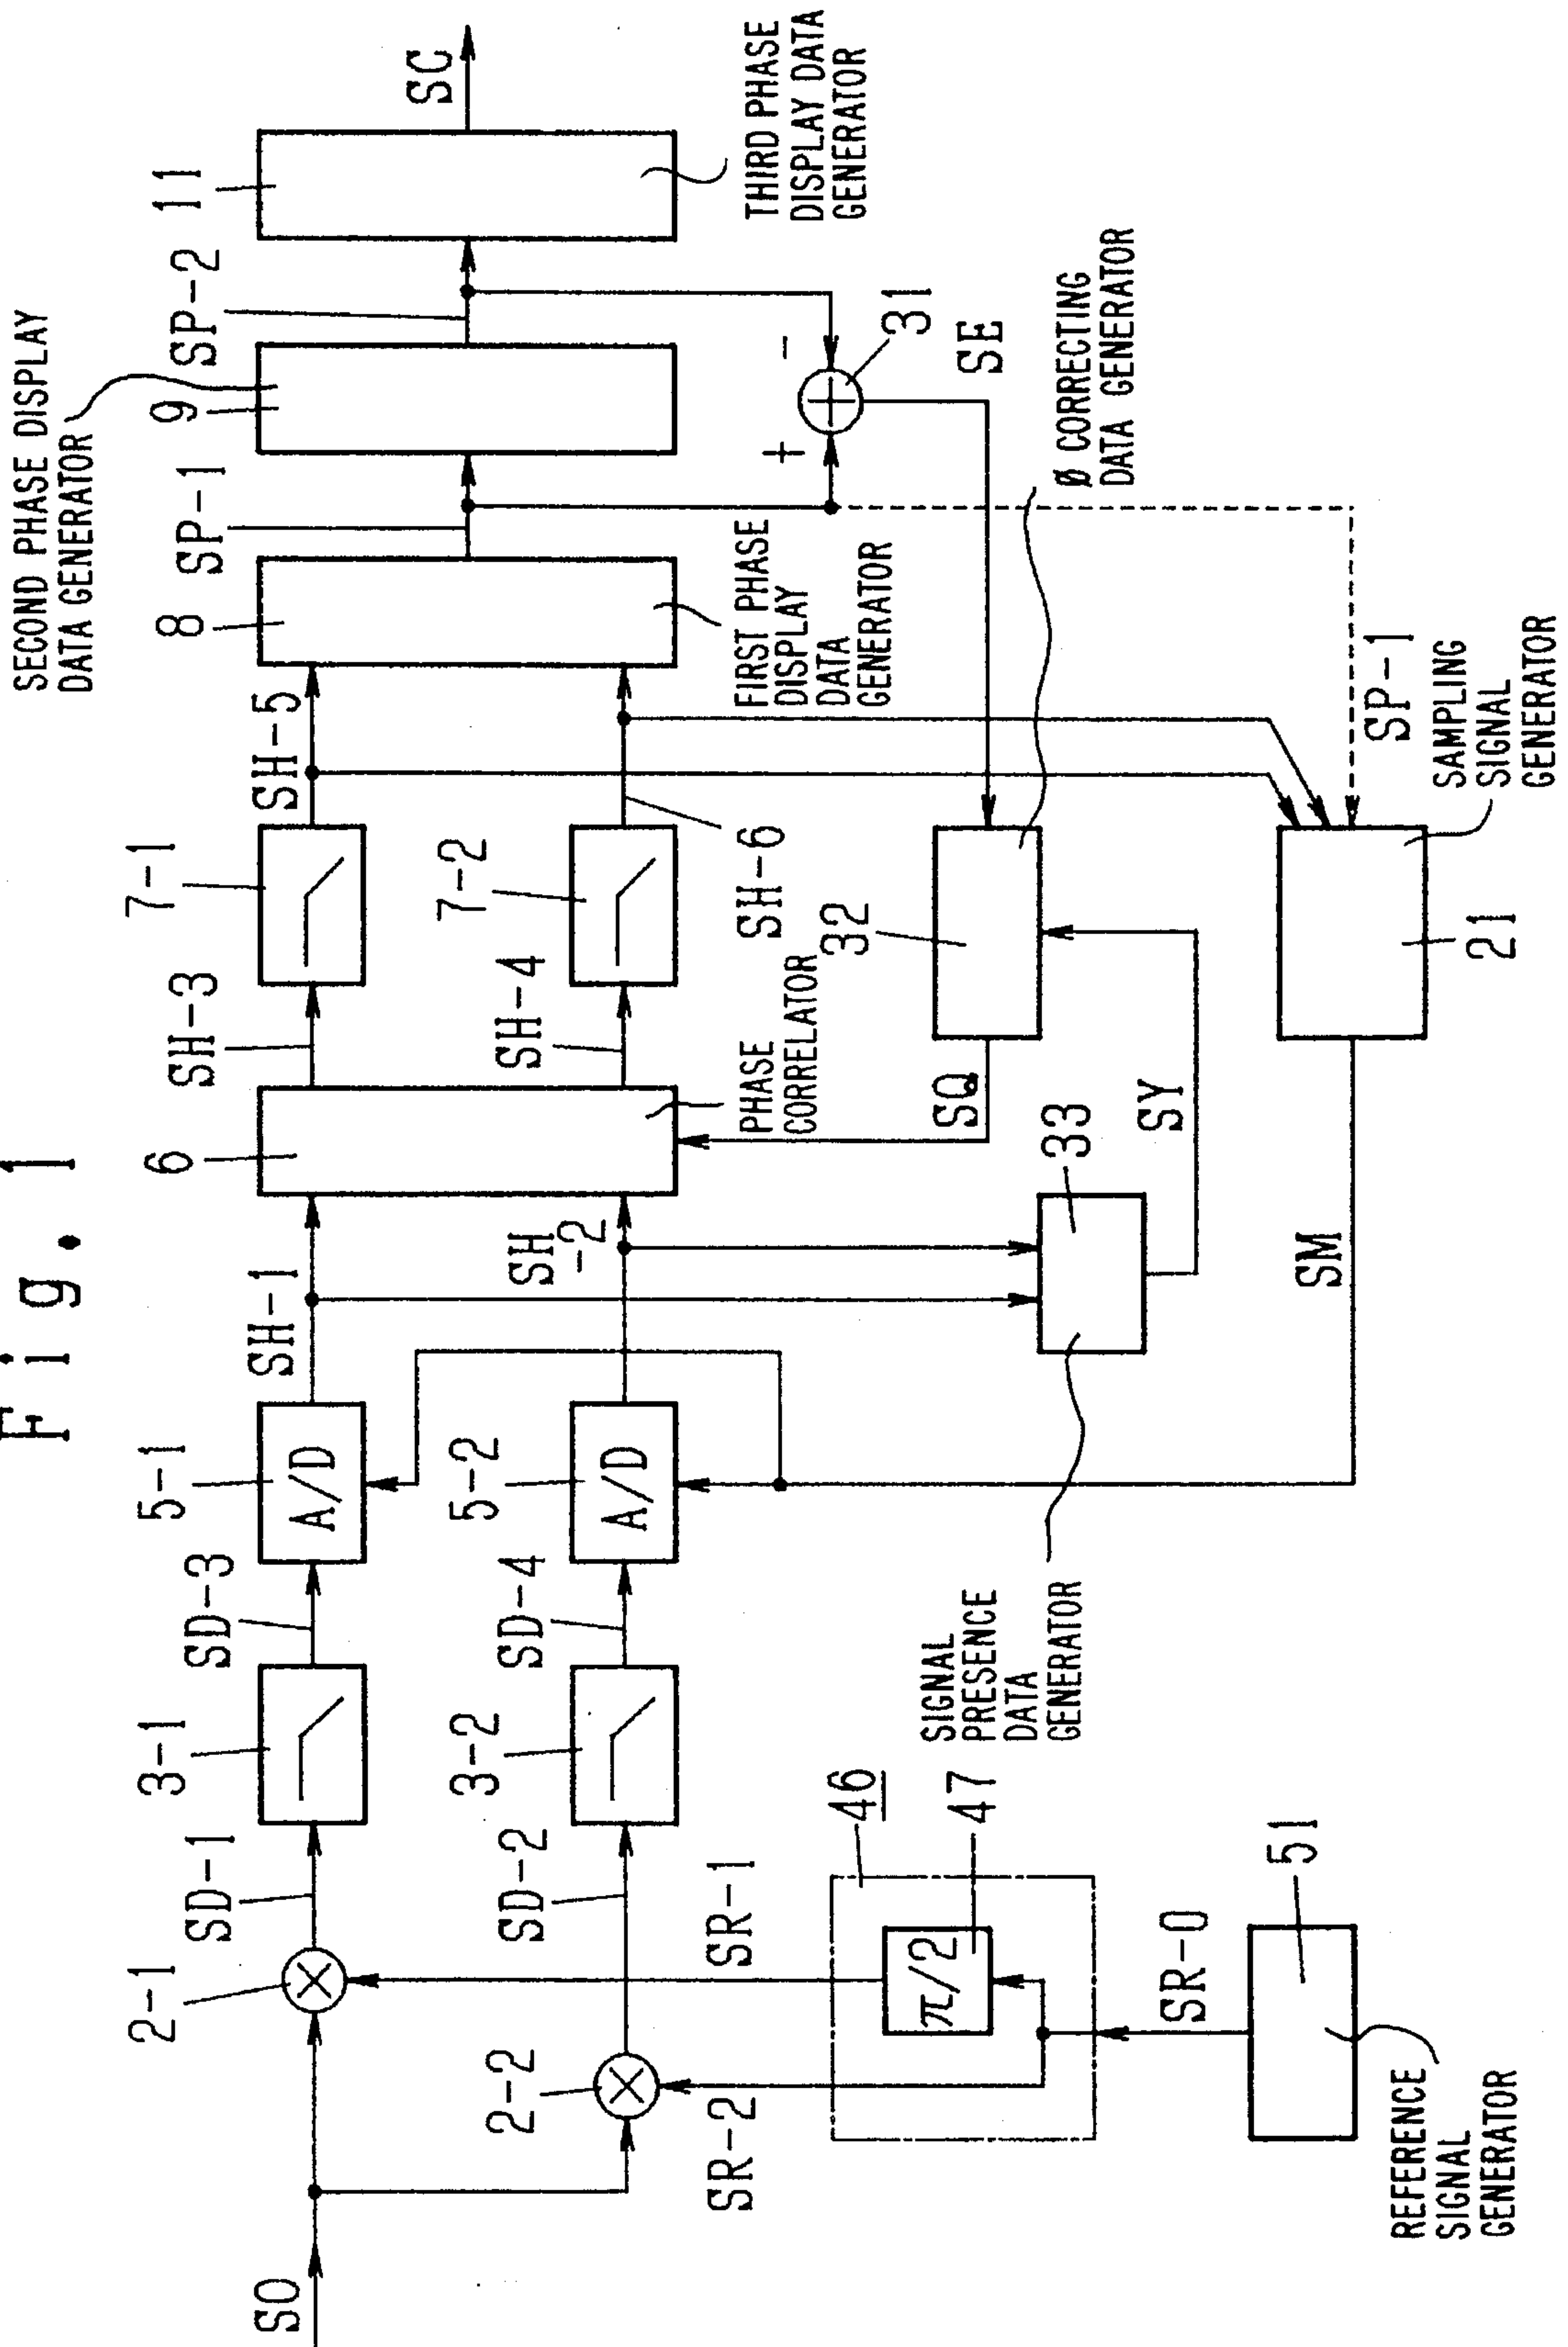 Fig. 1
SECOND PHASE DISPLAY
DATA GENERATOR
SO
2-1
SD-1
3-1
SD-3
5-1
A/D
SH-1
6
SH-3
7-1
SH-5
8
SP-1
9
SP-2
11
SC
2-2
SD-2
3-2
SD-4
5-2
A/D
SH
-2
SH-4
7-2
SH-6
SR-2
SR-1
PHASE
CORRELATOR
FIRST PHASE
DISPLAY
DATA
GENERATOR
THIRD PHASE
DISPLAY DATA
GENERATOR
+
-
31
SE
46
47
π/2
SIGNAL
PRESENCE
DATA
GENERATOR
33
SY
SQ
32
Ø CORRECTING
DATA GENERATOR
SR-0
51
REFERENCE
SIGNAL
GENERATOR
SM
21
SP-1
SAMPLING
SIGNAL
GENERATOR